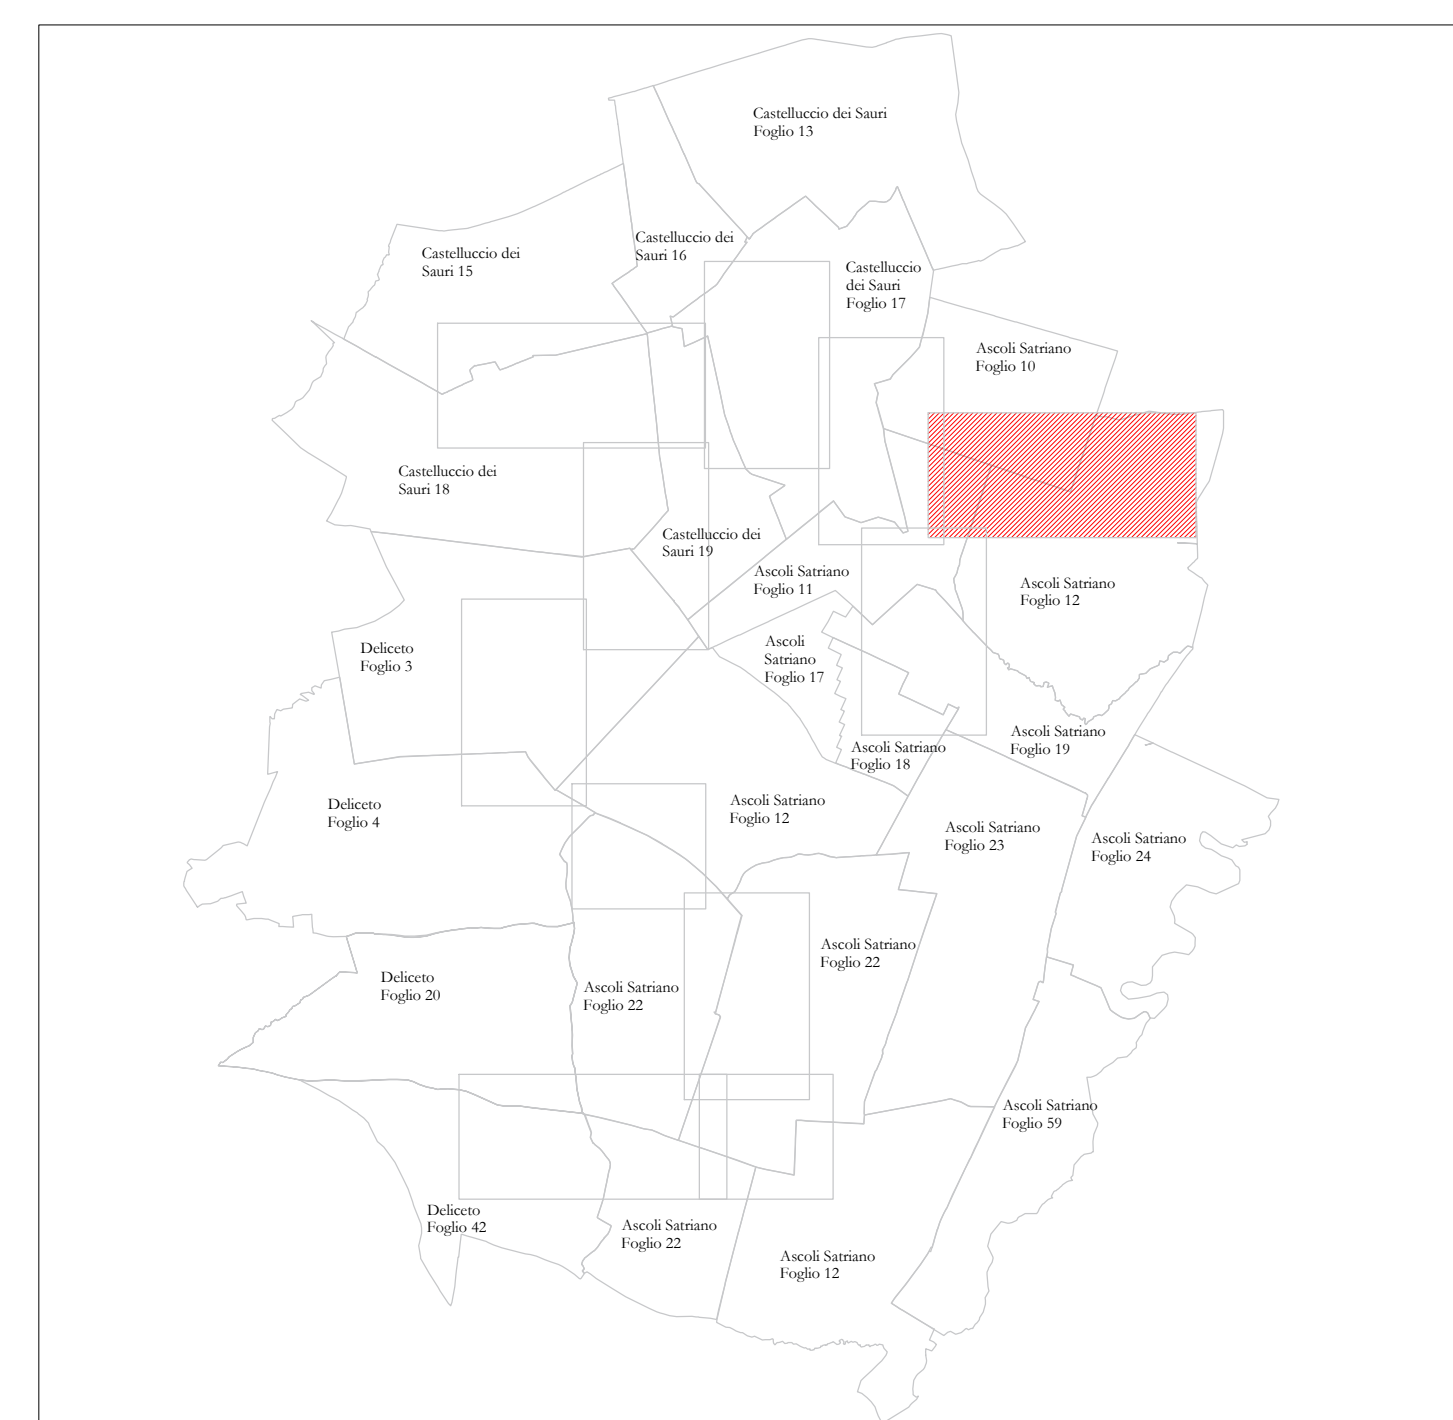 Castelluccio dei Sauri
Foglio 13
Castelluccio dei
Sauri 16
Castelluccio dei
Sauri 15
Castelluccio
dei Sauri
Foglio 17
Ascoli Satriano
Foglio 10
Castelluccio dei
Sauri 18
Castelluccio dei
Sauri 19
Ascoli Satriano
Foglio 11
Ascoli Satriano
Foglio 12
Deliceto
Foglio 3
Ascoli
Satriano
Foglio 17
Ascoli Satriano
Foglio 18
Ascoli Satriano
Foglio 19
Deliceto
Foglio 4
Ascoli Satriano
Foglio 12
Ascoli Satriano
Foglio 23
Ascoli Satriano
Foglio 24
Ascoli Satriano
Foglio 22
Deliceto
Foglio 20
Ascoli Satriano
Foglio 22
Ascoli Satriano
Foglio 59
Deliceto
Foglio 42
Ascoli Satriano
Foglio 22
Ascoli Satriano
Foglio 12